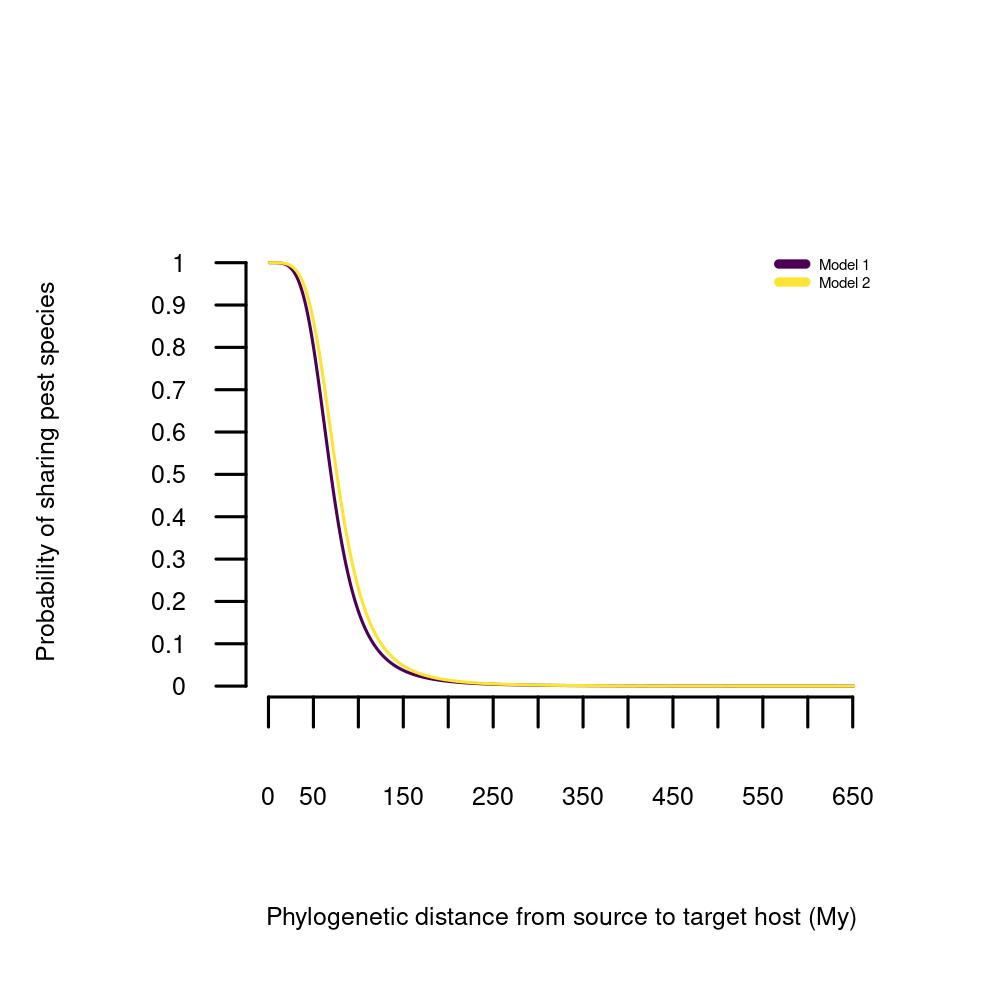 Probability of sharing pest species
1
0.9
0.8
0.7
0.6
0.5
0.4
0.3
0.2
0.1
0
Model 1
Model 2
0 50 150 250 350 450 550 650
Phylogenetic distance from source to target host (My)